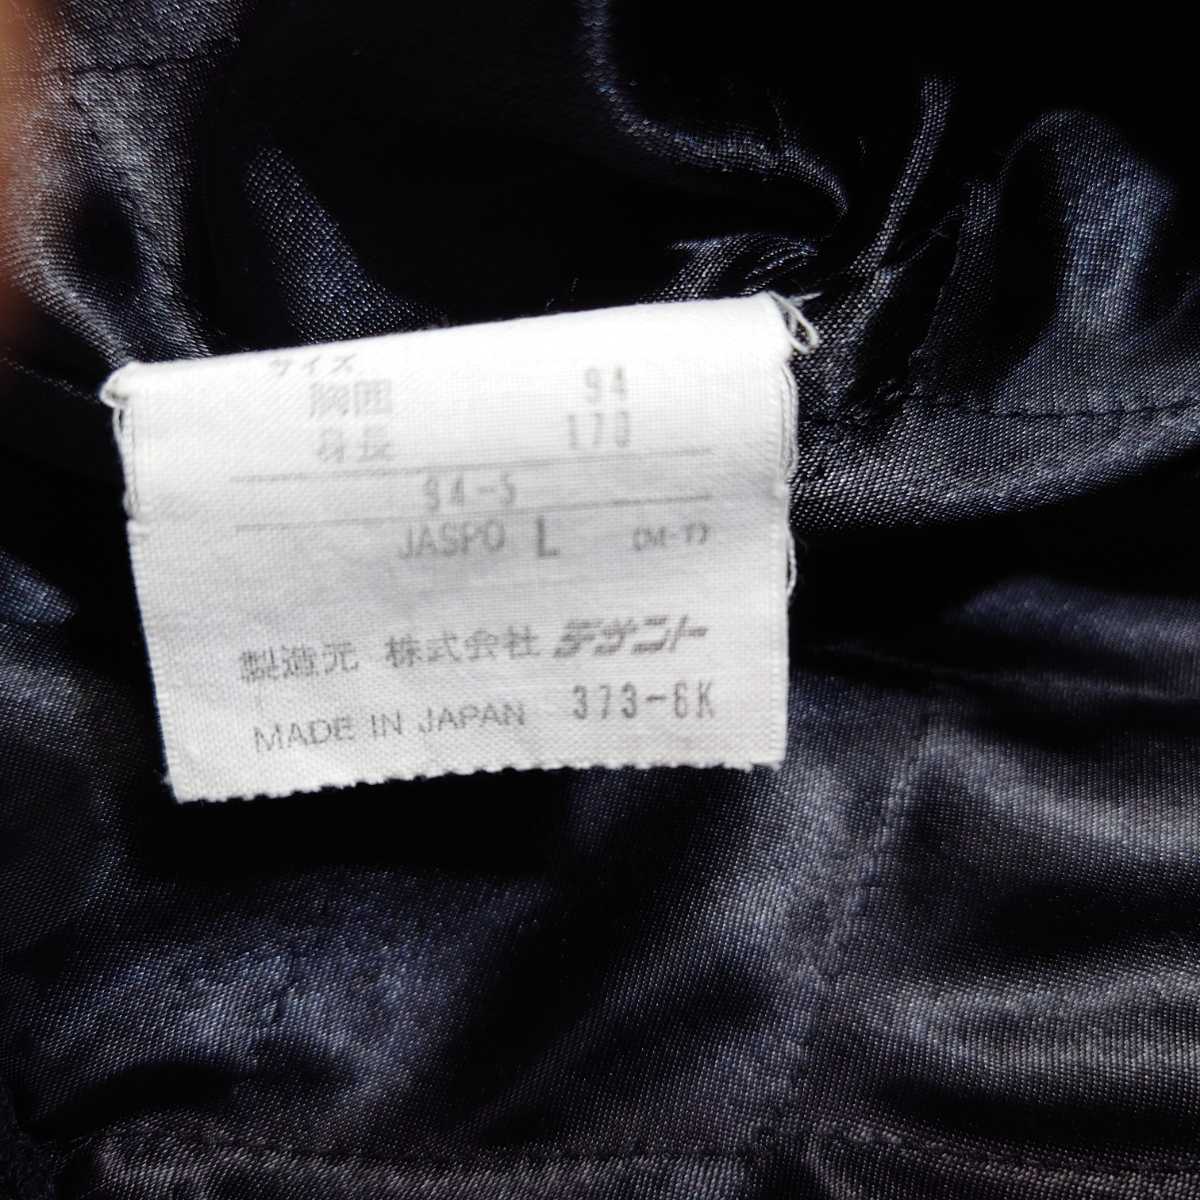 サイズ
胸囲 94
身長 170
94-5
JASPO L (M-T)
製造元 株式会社 デサント
MADE IN JAPAN 373-6K